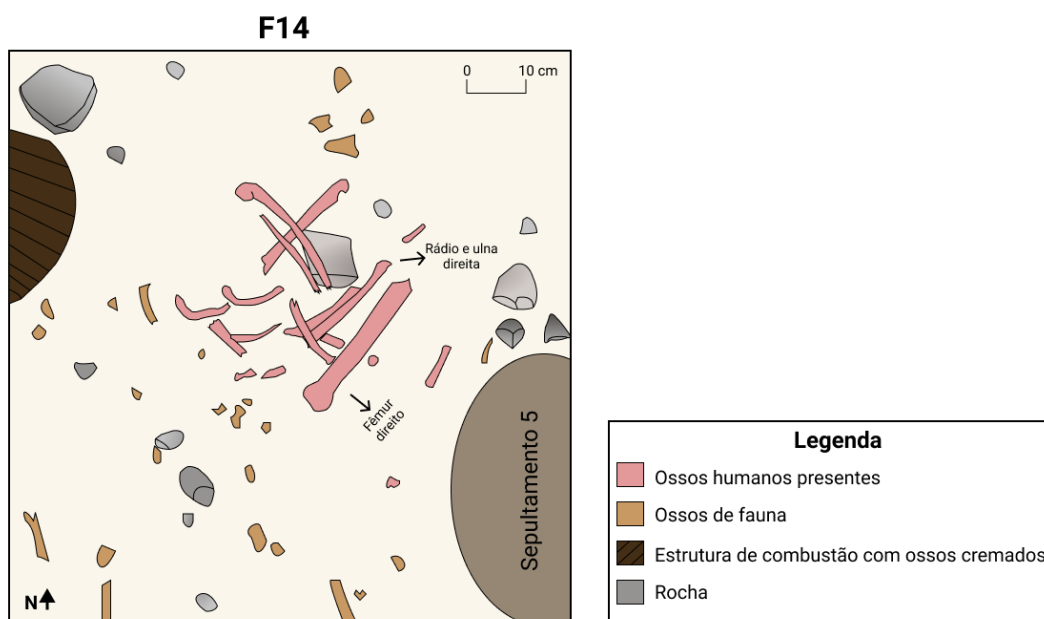 F14
0 10 cm
Rádio e ulna
direita
Fêmur
direito
Sepultamento 5
N
Legenda
Ossos humanos presentes
Ossos de fauna
Estrutura de combustão com ossos cremados
Rocha